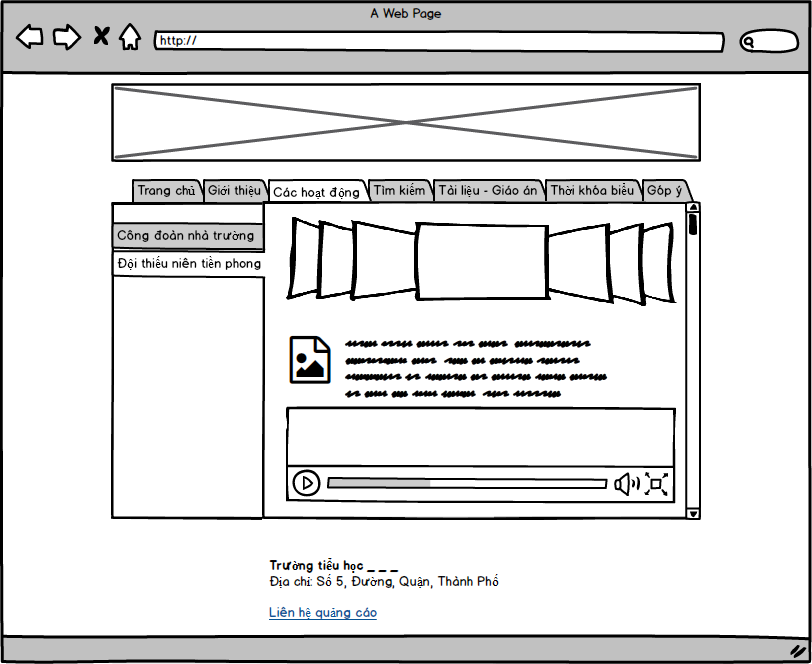 A Web Page
http://
Trang chủ
Giới thiệu
Các hoạt động
Tìm kiếm
Tài liệu - Giáo án
Thời khóa biểu
Góp ý
Công đoàn nhà trường
Đội thiếu niên tiền phong
Trường tiểu học _ _ _
Địa chỉ: Số 5, Đường, Quận, Thành Phố
Liên hệ quảng cáo